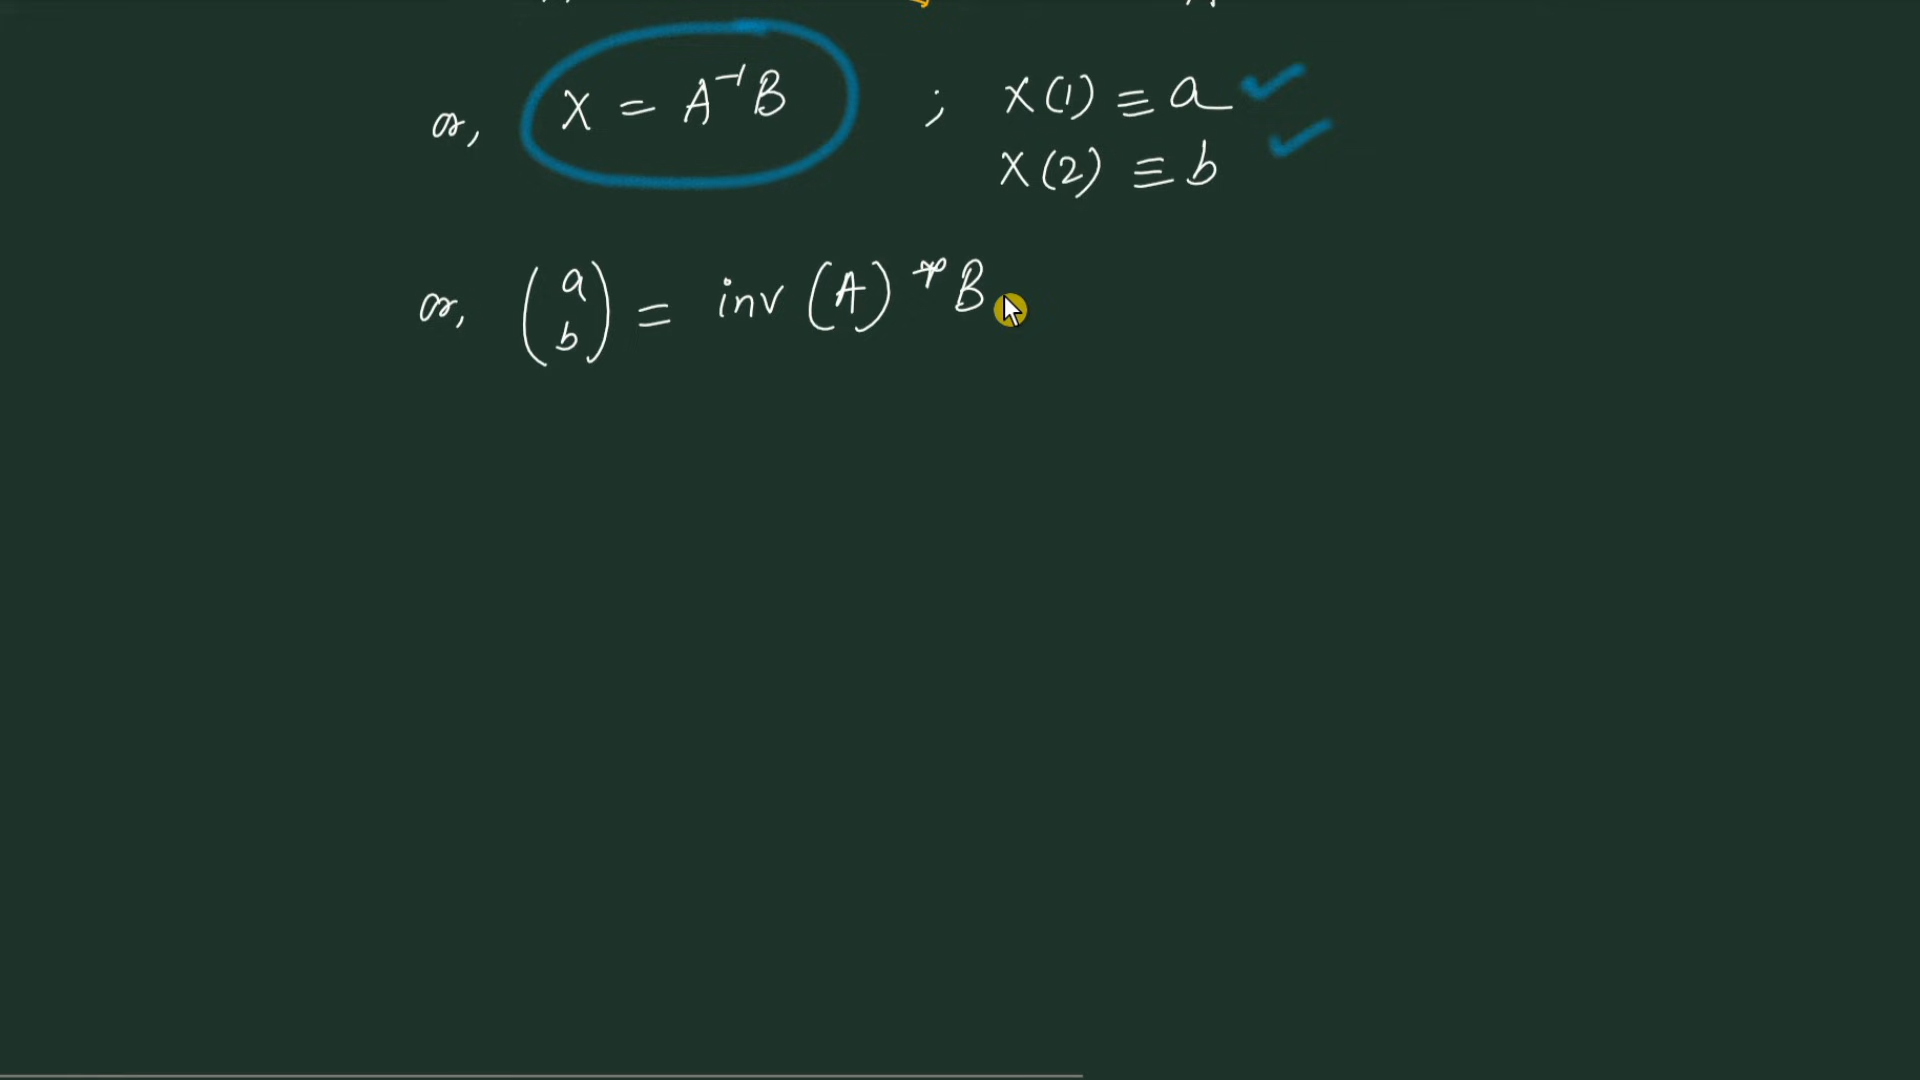 or, X = A⁻¹B ; X(1) ≡ a
X(2) ≡ b
or, (a b) = inv (A) * B